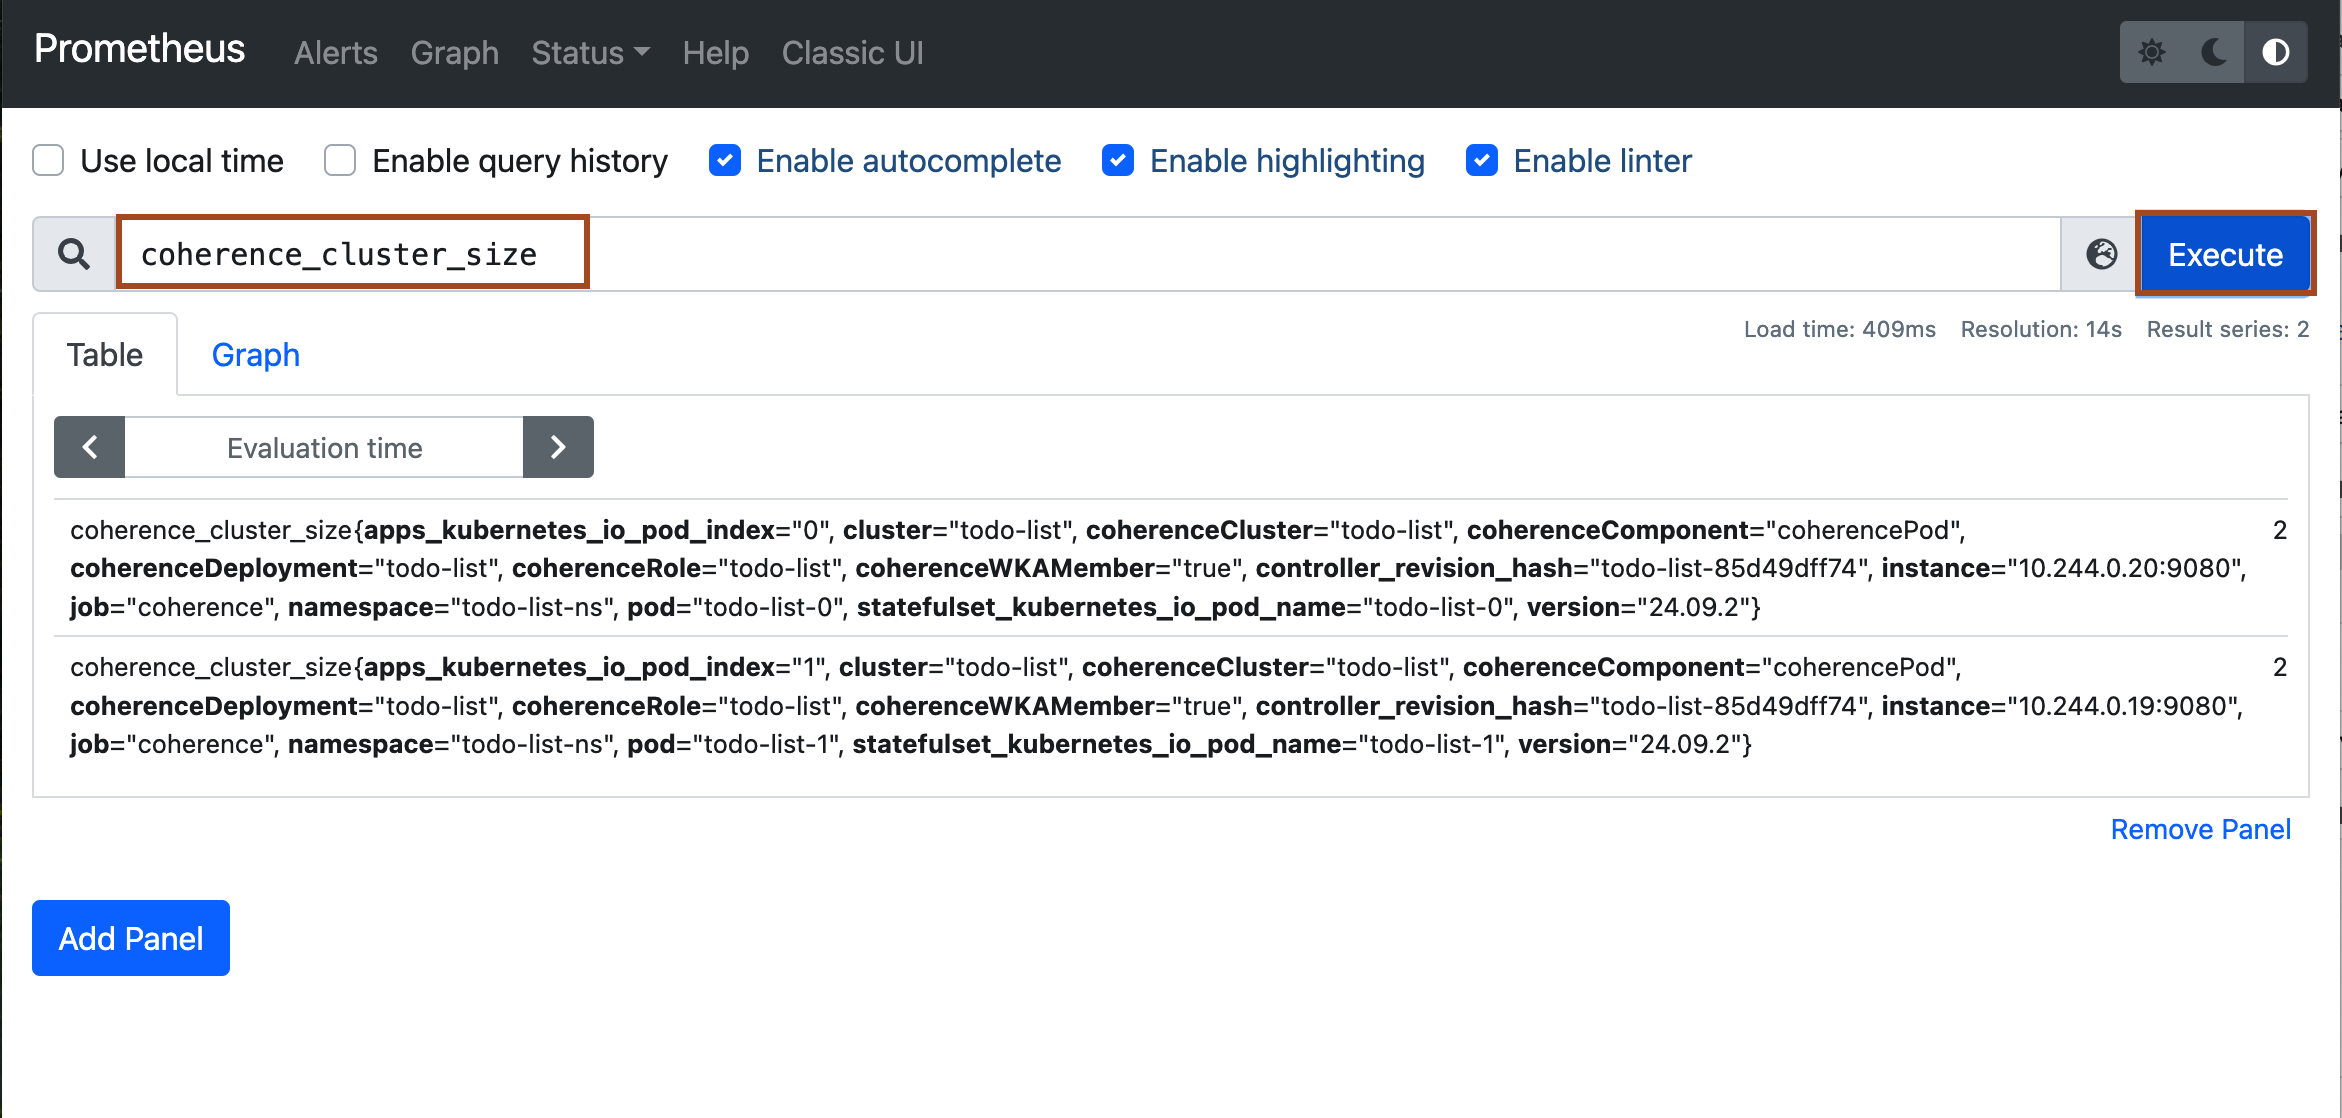 Prometheus Alerts Graph Status Help Classic UI
Use local time Enable query history Enable autocomplete Enable highlighting Enable linter
coherence_cluster_size Execute
Load time: 409ms Resolution: 14s Result series: 2
Table Graph
Evaluation time
coherence_cluster_size{apps_kubernetes_io_pod_index="0", cluster="todo-list", coherenceCluster="todo-list", coherenceComponent="coherencePod", 2
coherenceDeployment="todo-list", coherenceRole="todo-list", coherenceWKAMember="true", controller_revision_hash="todo-list-85d49dff74", instance="10.244.0.20:9080",
job="coherence", namespace="todo-list-ns", pod="todo-list-0", statefulset_kubernetes_io_pod_name="todo-list-0", version="24.09.2"}
coherence_cluster_size{apps_kubernetes_io_pod_index="1", cluster="todo-list", coherenceCluster="todo-list", coherenceComponent="coherencePod", 2
coherenceDeployment="todo-list", coherenceRole="todo-list", coherenceWKAMember="true", controller_revision_hash="todo-list-85d49dff74", instance="10.244.0.19:9080",
job="coherence", namespace="todo-list-ns", pod="todo-list-1", statefulset_kubernetes_io_pod_name="todo-list-1", version="24.09.2"}
Remove Panel
Add Panel